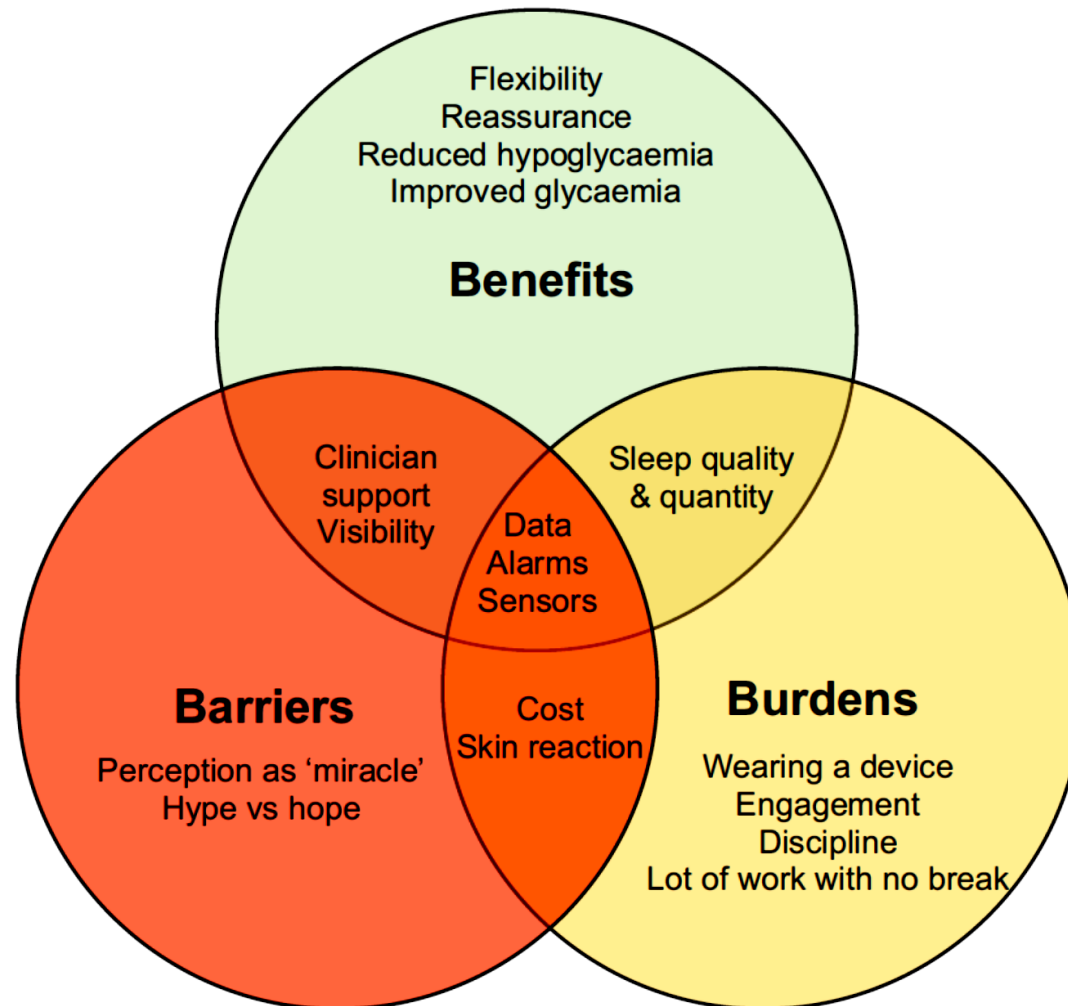 Flexibility
Reassurance
Reduced hypoglycaemia
Improved glycaemia
Benefits
Clinician
support
Visibility
Sleep quality
& quantity
Data
Alarms
Sensors
Barriers
Perception as ‘miracle’
Hype vs hope
Cost
Skin reaction
Burdens
Wearing a device
Engagement
Discipline
Lot of work with no break